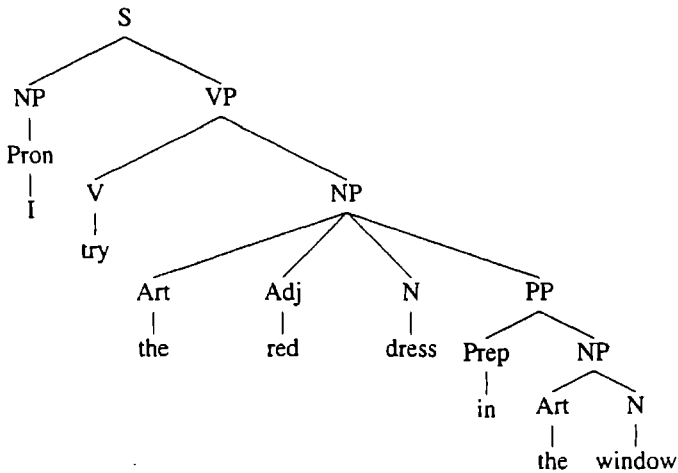 S
NP VP
Pron
V NP
I
try
Art Adj N PP
the red dress Prep NP
in Art N
the window